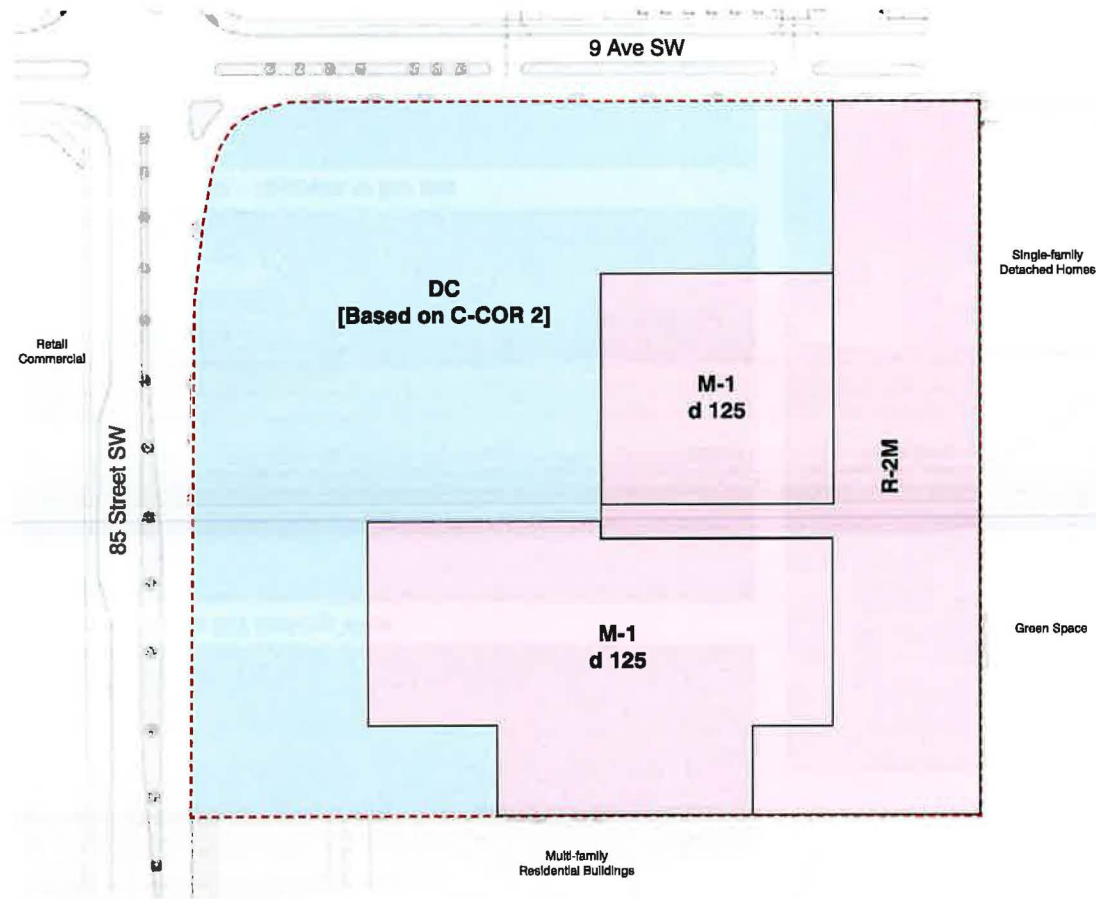 9 Ave SW
Single-family
Detached Homes
DC
[Based on C-COR 2]
Retail
Commercial
M-1
d 125
R-2M
85 Street SW
M-1
d 125
Green Space
Multi-family
Residential Buildings